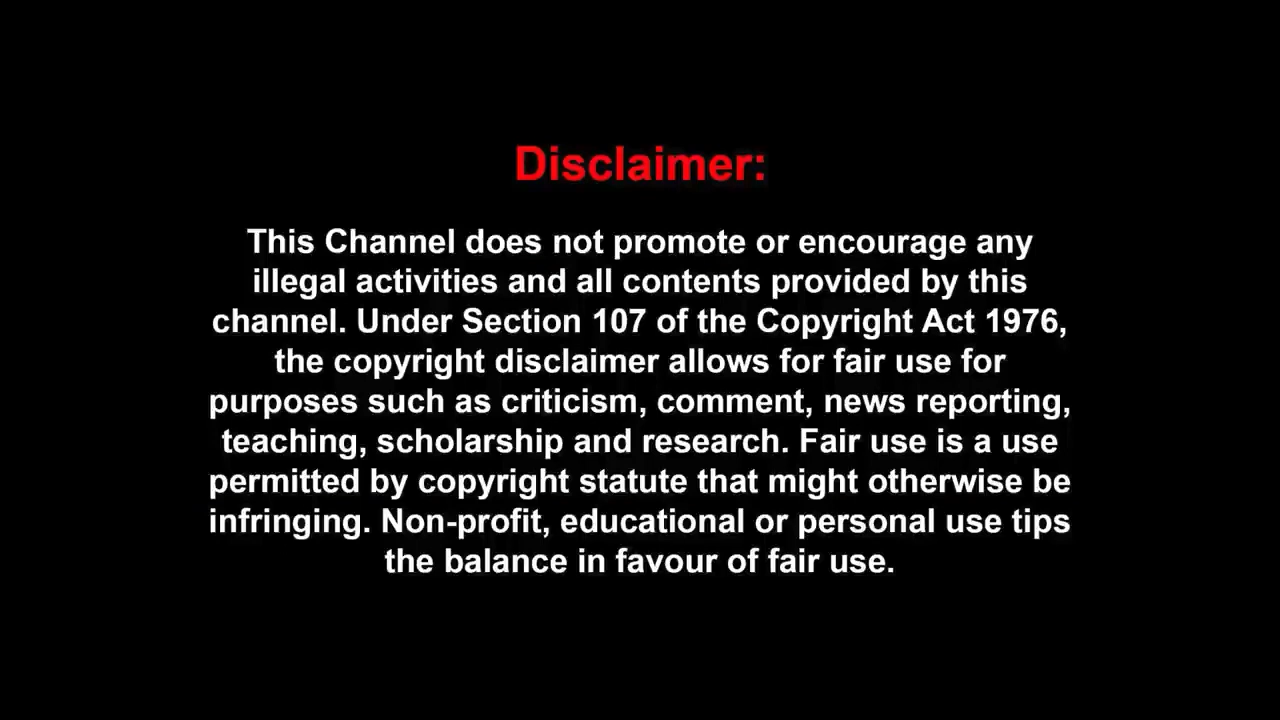 Disclaimer:
This Channel does not promote or encourage any
illegal activities and all contents provided by this
channel. Under Section 107 of the Copyright Act 1976,
the copyright disclaimer allows for fair use for
purposes such as criticism, comment, news reporting,
teaching, scholarship and research. Fair use is a use
permitted by copyright statute that might otherwise be
infringing. Non-profit, educational or personal use tips
the balance in favour of fair use.